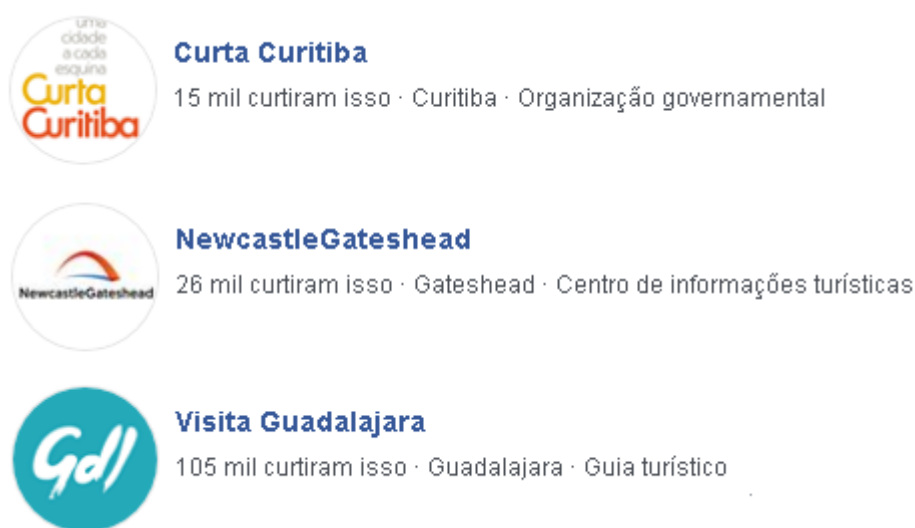 uma
cidade
a cada
esquina
Curta
Curitiba
Curta Curitiba
15 mil curtiram isso · Curitiba · Organização governamental
NewcastleGateshead
NewcastleGateshead
26 mil curtiram isso · Gateshead · Centro de informações turísticas
Gdl
Visita Guadalajara
105 mil curtiram isso · Guadalajara · Guia turístico